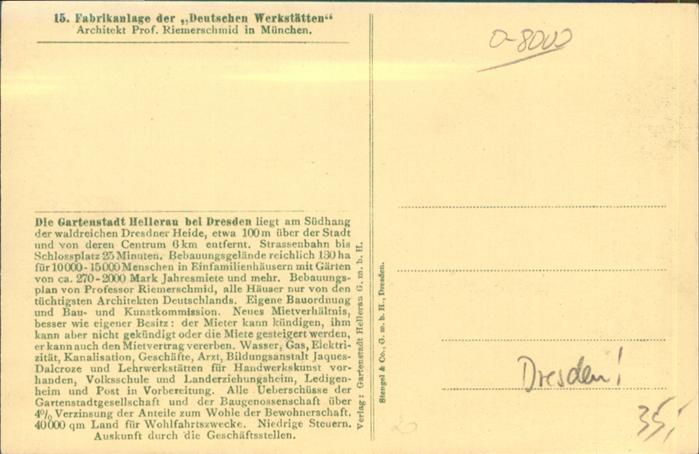 15. Fabrikanlage der „Deutschen Werkstätten“
Architekt Prof. Riemerschmid in München.
Die Gartenstadt Hellerau bei Dresden liegt am Südhang
der waldreichen Dresdner Heide, etwa 100 m über der Stadt
und von deren Centrum 6 km entfernt. Strassenbahn bis
Schlossplatz 25 Minuten. Bebauungsgelände reichlich 130 ha
für 10000-15000 Menschen in Einfamilienhäusern mit Gärten
von ca. 270-2000 Mark Jahresmiete und mehr. Bebauungs-
plan von Professor Riemerschmid, alle Häuser nur von den
tüchtigsten Architekten Deutschlands. Eigene Bauordnung
und Bau- und Kunstkommission. Neues Mietverhältnis,
besser wie eigener Besitz: der Mieter kann kündigen, ihm
kann aber nicht gekündigt oder die Miete gesteigert werden,
er kann auch den Mietvertrag vererben. Wasser, Gas, Elektri-
zität, Kanalisation, Geschäfte, Arzt, Bildungsanstalt Jaques-
Dalcroze und Lehrwerkstätten für Handwerkskunst vor-
handen, Volksschule und Landerziehungsheim, Ledigen-
heim und Post in Vorbereitung. Alle Ueberschüsse der
Gartenstadtgesellschaft und der Baugenossenschaft über
4% Verzinsung der Anteile zum Wohle der Bewohnerschaft.
40000 qm Land für Wohlfahrtszwecke. Niedrige Steuern.
Auskunft durch die Geschäftsstellen.
Verlag: Gartenstadt Hellerau G. m. b. H.
Stengel & Co., G. m. b. H., Dresden.
0-8000
Dresden!
35,-